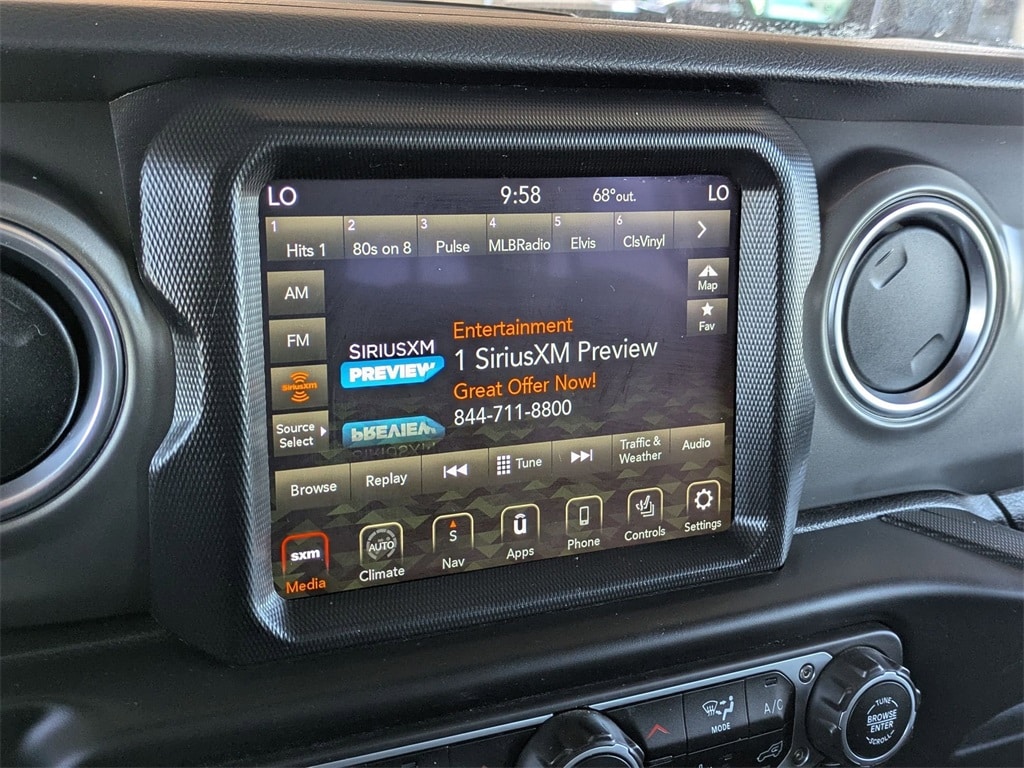 LO 9:58 68° out. LO
1 Hits 1 2 80s on 8 3 Pulse 4 MLBRadio 5 Elvis 6 ClsVinyl
AM
FM
SiriusXM
Source
Select
Map
Fav
SIRIUSXM
PREVIEW
Entertainment
1 SiriusXM Preview
Great Offer Now!
844-711-8800
Browse Replay Tune Traffic &
Weather Audio
sxm
Media
AUTO
Climate
S
Nav
û
Apps
Phone
Controls
Settings
MODE
A/C
TUNE
BROWSE
ENTER
SCROLL